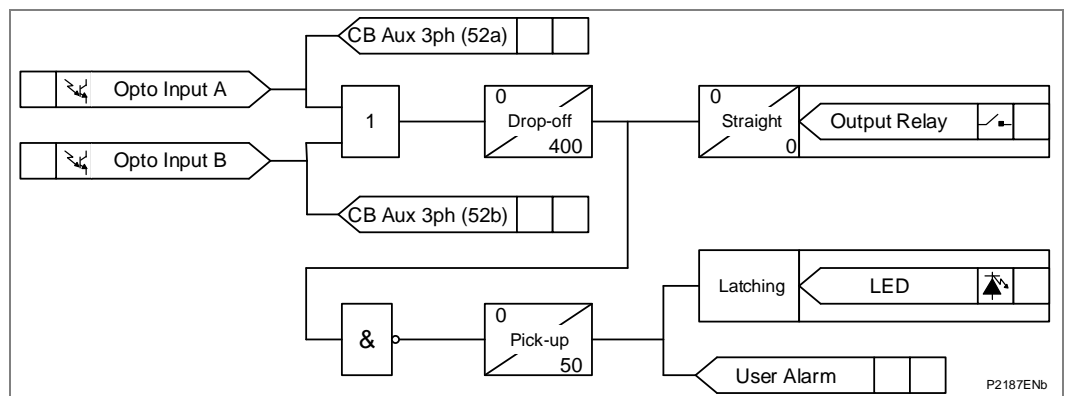 CB Aux 3ph (52a)
Opto Input A
1
0
Drop-off
400
0
Straight
0
Output Relay
Opto Input B
CB Aux 3ph (52b)
&
0
Pick-up
50
Latching
LED
User Alarm
P2187ENb